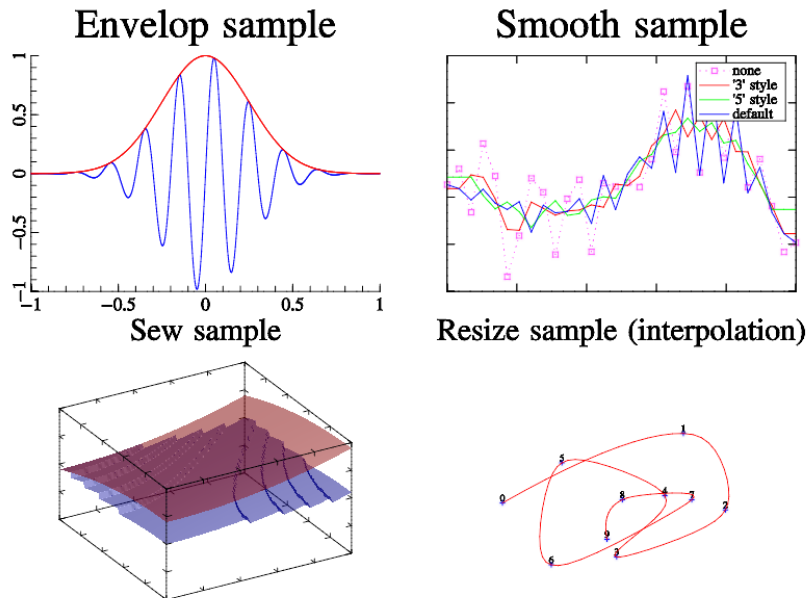 Envelop sample
1
0.5
0
−0.5
−1
−1 −0.5 0 0.5 1
Smooth sample
none
'3' style
'5' style
default
Sew sample
Resize sample (interpolation)
0
1
2
3
4
5
6
7
8
9